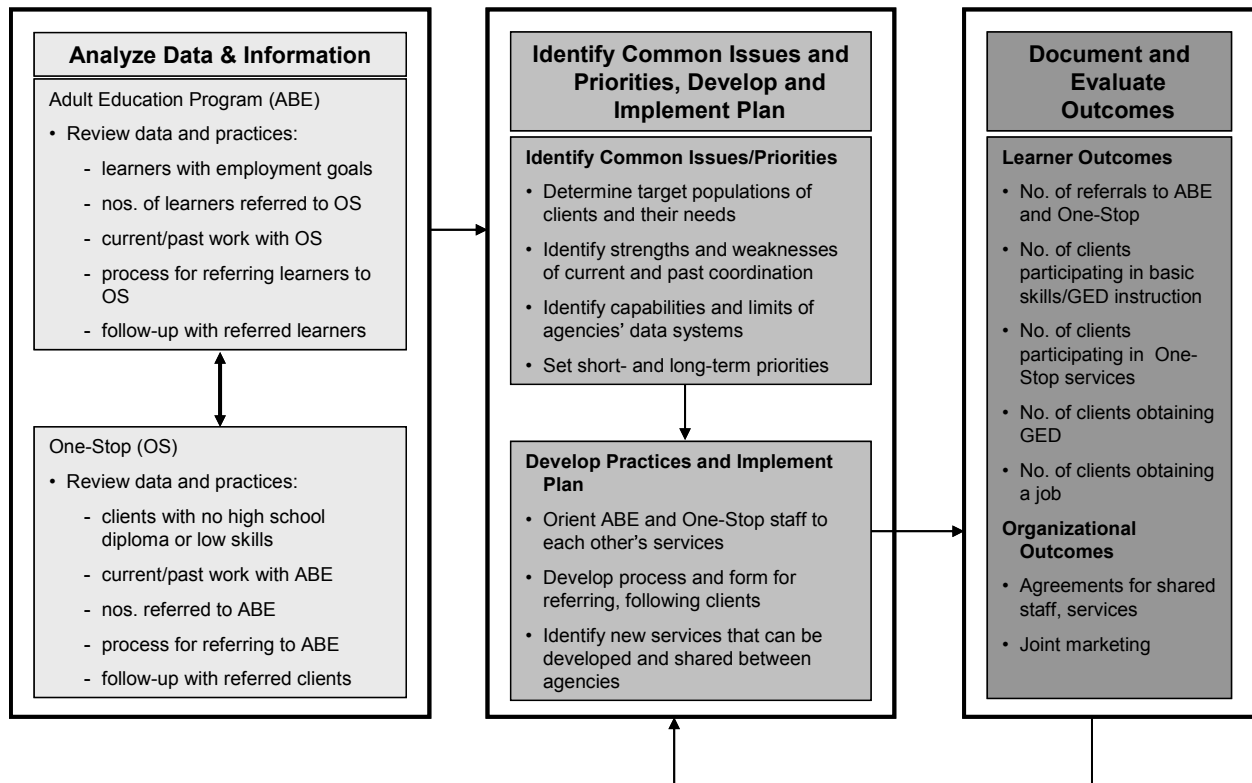 Analyze Data & Information
Adult Education Program (ABE)
• Review data and practices:
- learners with employment goals
- nos. of learners referred to OS
- current/past work with OS
- process for referring learners to
OS
- follow-up with referred learners
One-Stop (OS)
• Review data and practices:
- clients with no high school
diploma or low skills
- current/past work with ABE
- nos. referred to ABE
- process for referring to ABE
- follow-up with referred clients
Identify Common Issues and
Priorities, Develop and
Implement Plan
Identify Common Issues/Priorities
• Determine target populations of
clients and their needs
• Identify strengths and weaknesses
of current and past coordination
• Identify capabilities and limits of
agencies' data systems
• Set short- and long-term priorities
Develop Practices and Implement
Plan
• Orient ABE and One-Stop staff to
each other's services
• Develop process and form for
referring, following clients
• Identify new services that can be
developed and shared between
agencies
Document and
Evaluate
Outcomes
Learner Outcomes
• No. of referrals to ABE
and One-Stop
• No. of clients
participating in basic
skills/GED instruction
• No. of clients
participating in One-
Stop services
• No. of clients obtaining
GED
• No. of clients obtaining
a job
Organizational
Outcomes
• Agreements for shared
staff, services
• Joint marketing